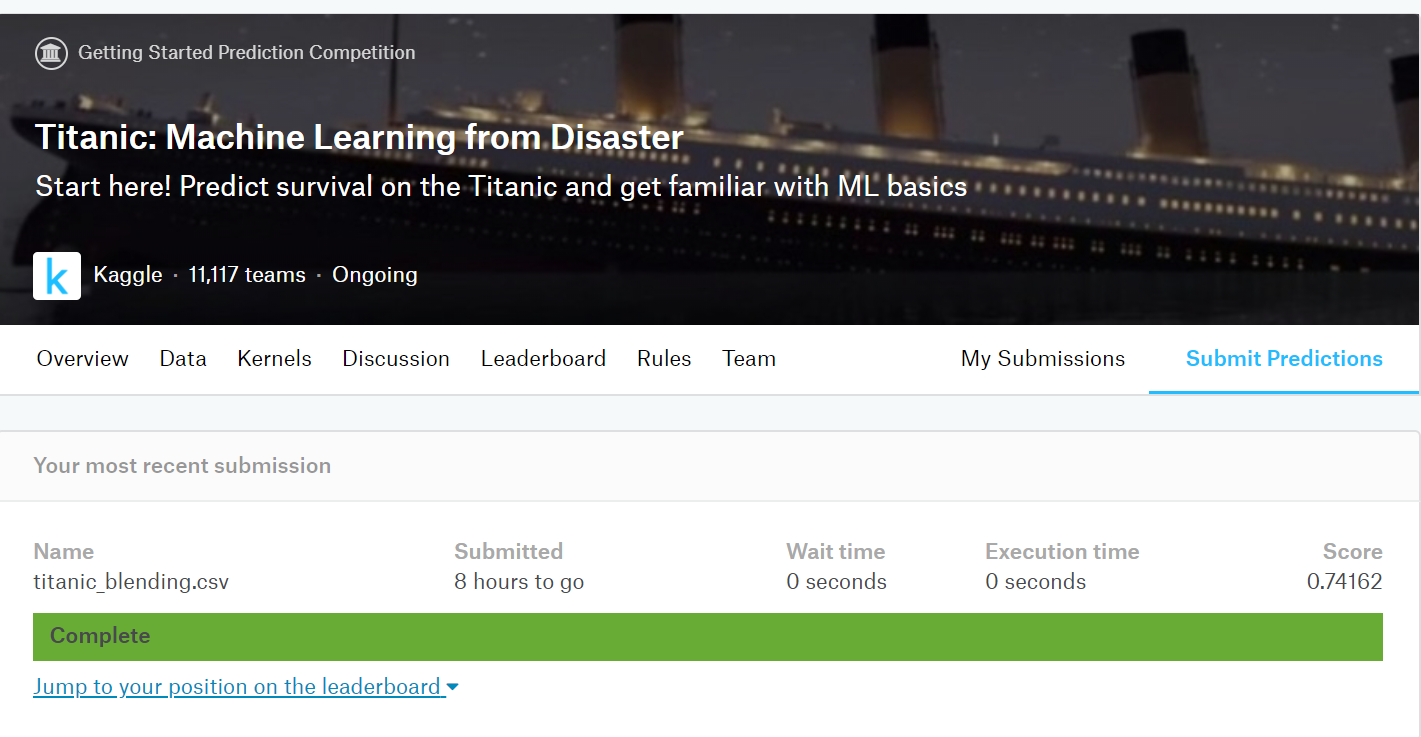 Getting Started Prediction Competition
Titanic: Machine Learning from Disaster
Start here! Predict survival on the Titanic and get familiar with ML basics
k Kaggle · 11,117 teams · Ongoing
Overview Data Kernels Discussion Leaderboard Rules Team My Submissions Submit Predictions
Your most recent submission
Name Submitted Wait time Execution time Score
titanic_blending.csv 8 hours to go 0 seconds 0 seconds 0.74162
Complete
Jump to your position on the leaderboard